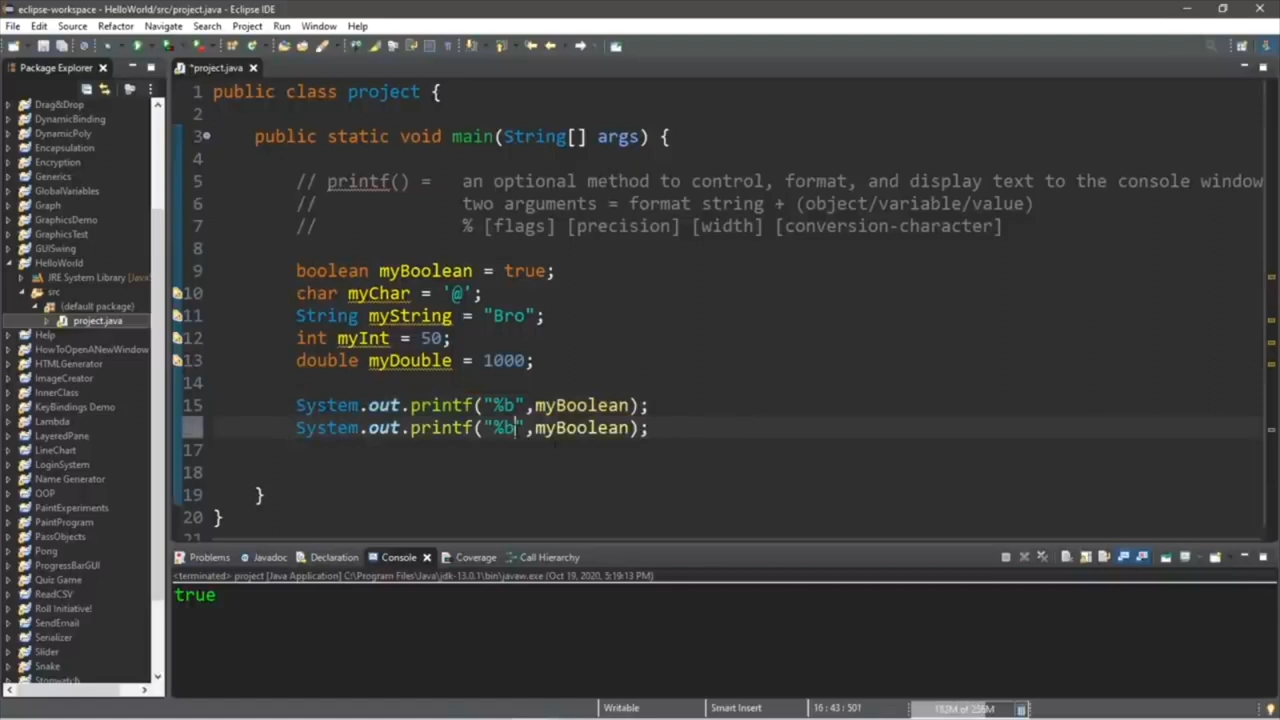 eclipse-workspace - HelloWorld/src/project.java - Eclipse IDE
File Edit Source Refactor Navigate Search Project Run Window Help
Package Explorer
*project.java
Drag&Drop
DynamicBinding
DynamicPoly
Encapsulation
Encryption
Generics
GlobalVariables
Graph
GraphicsDemo
GraphicsTest
GUISwing
HelloWorld
JRE System Library [Java
src
(default package)
project.java
Help
HowToOpenANewWindow
HTMLGenerator
ImageCreator
InnerClass
KeyBindings Demo
Lambda
LayeredPane
LineChart
LoginSystem
Name Generator
OOP
PaintExperiments
PaintProgram
PassObjects
Pong
ProgressBarGUI
Quiz Game
ReadCSV
Roll Initiative!
SendEmail
Serializer
Slider
Snake
Stopwatch
1 public class project {
2
3 public static void main(String[] args) {
4
5 // printf() = an optional method to control, format, and display text to the console window
6 // two arguments = format string + (object/variable/value)
7 // % [flags] [precision] [width] [conversion-character]
8
9 boolean myBoolean = true;
10 char myChar = '@';
11 String myString = "Bro";
12 int myInt = 50;
13 double myDouble = 1000;
14
15 System.out.printf("%b",myBoolean);
System.out.printf("%b",myBoolean);
17
18
19 }
20 }
21
Problems Javadoc Declaration Console Coverage Call Hierarchy
<terminated> project [Java Application] C:\Program Files\Java\jdk-13.0.1\bin\javaw.exe (Oct 19, 2020, 5:19:13 PM)
true
Writable Smart Insert 16 : 43 : 501